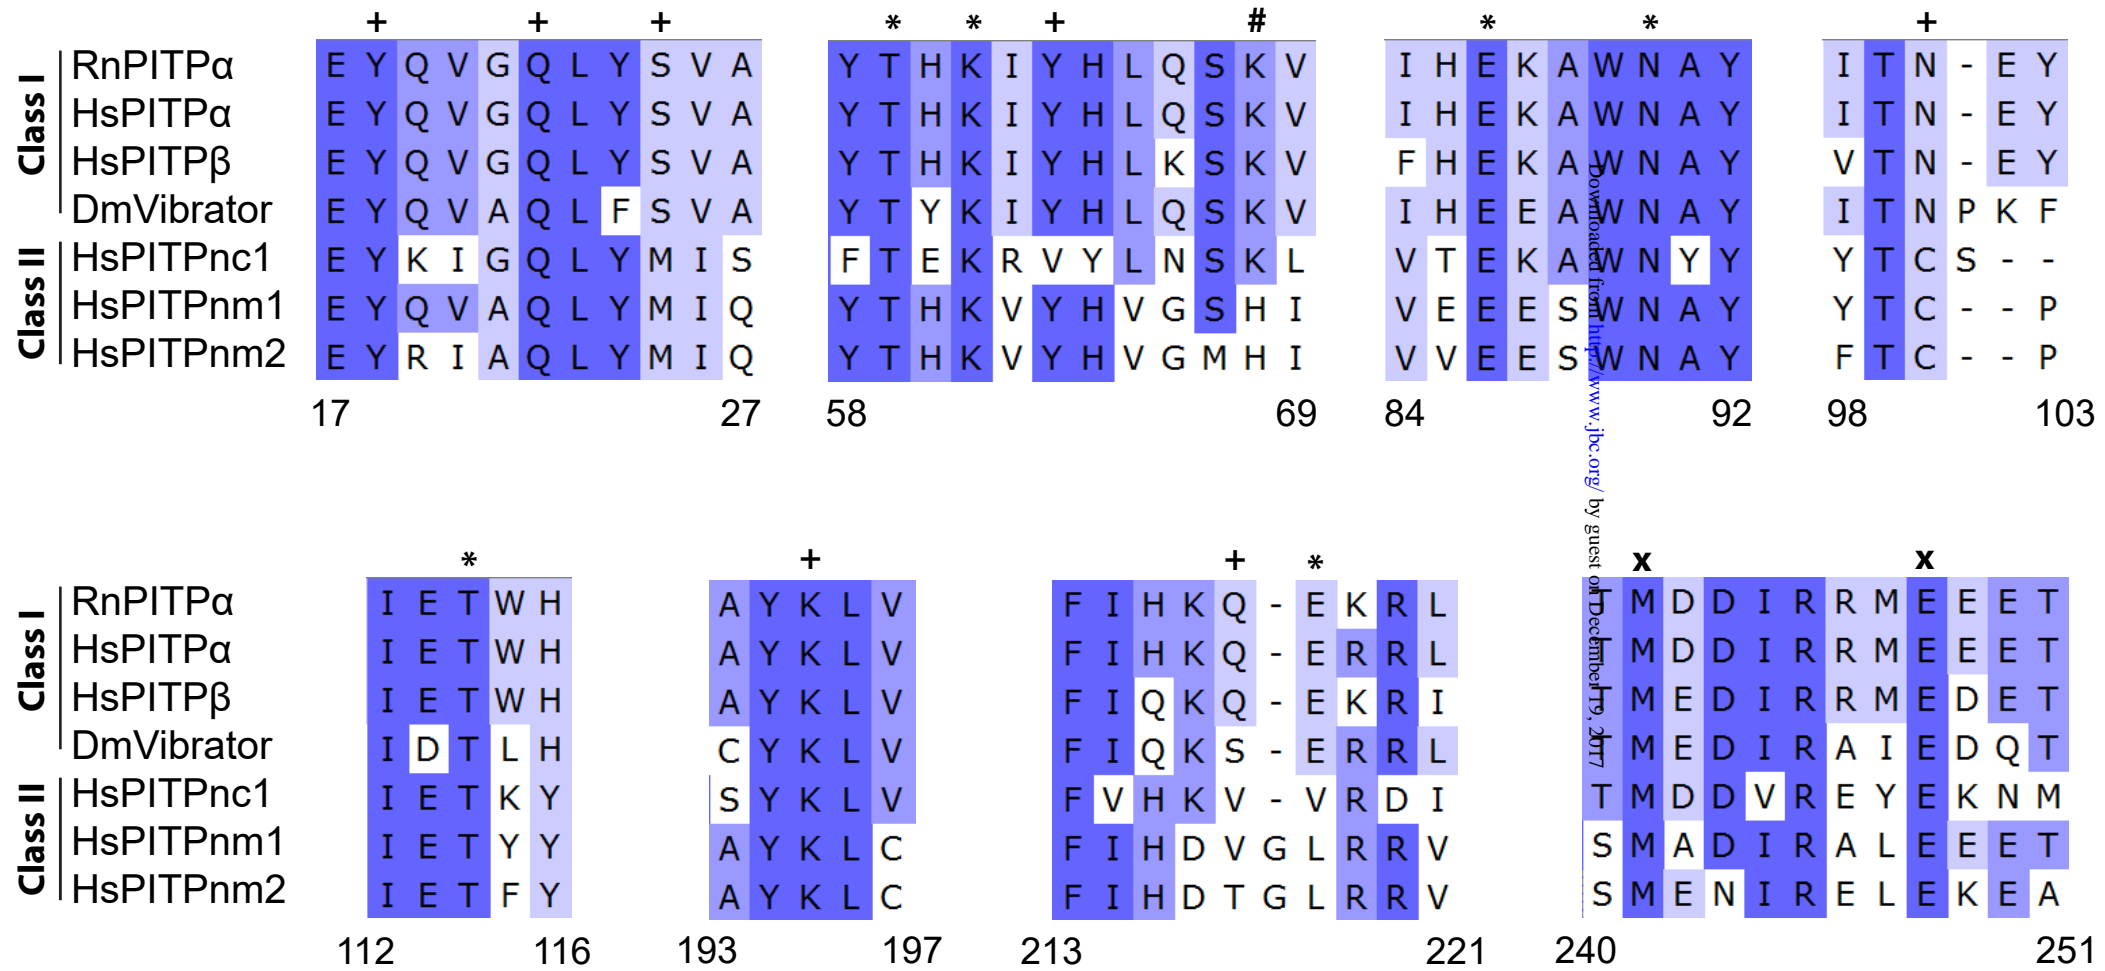 + + + * * + # * * +
Class I
RnPITPα E Y Q V G Q L Y S V A Y T H K I Y H L Q S K V I H E K A W N A Y I T N - E Y
HsPITPα E Y Q V G Q L Y S V A Y T H K I Y H L Q S K V I H E K A W N A Y I T N - E Y
HsPITPβ E Y Q V G Q L Y S V A Y T H K I Y H L K S K V F H E K A W N A Y V T N - E Y
DmVibrator E Y Q V A Q L F S V A Y T Y K I Y H L Q S K V I H E E A W N A Y I T N P K F
Class II
HsPITPnc1 E Y K I G Q L Y M I S F T E K R V Y L N S K L V T E K A W N Y Y Y T C S - -
HsPITPnm1 E Y Q V A Q L Y M I Q Y T H K V Y H V G S H I V E E E S W N A Y Y T C - - P
HsPITPnm2 E Y R I A Q L Y M I Q Y T H K V Y H V G M H I V V E E S W N A Y F T C - - P
17 27 58 69 84 92 98 103
* + + * x x
Class I
RnPITPα I E T W H A Y K L V F I H K Q - E K R L T M D D I R R M E E E T
HsPITPα I E T W H A Y K L V F I H K Q - E R R L T M D D I R R M E E E T
HsPITPβ I E T W H A Y K L V F I Q K Q - E K R I T M E D I R R M E D E T
DmVibrator I D T L H C Y K L V F I Q K S - E R R L T M E D I R A I E D Q T
Class II
HsPITPnc1 I E T K Y S Y K L V F V H K V - V R D I T M D D V R E Y E K N M
HsPITPnm1 I E T Y Y A Y K L C F I H D V G L R R V S M A D I R A L E E E T
HsPITPnm2 I E T F Y A Y K L C F I H D T G L R R V S M E N I R E L E K E A
112 116 193 197 213 221 240 251
Downloaded from http://www.jbc.org/ by guest on December 19, 2017